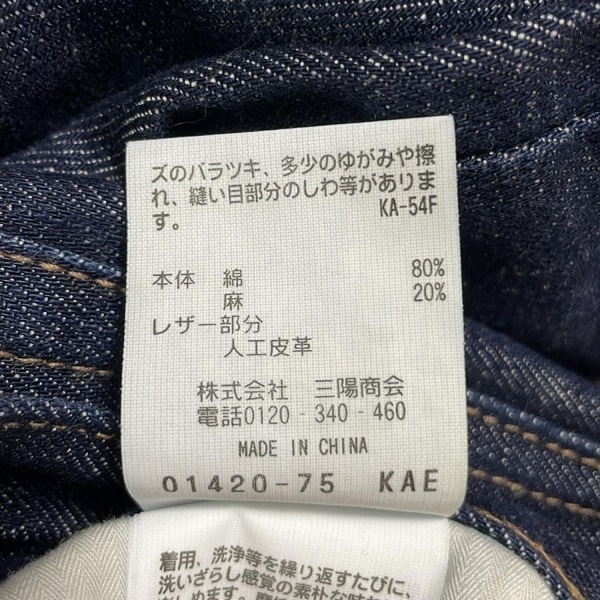 ズのバラツキ、多少のゆがみや擦
れ、縫い目部分のしわ等がありま
す。 KA-54F
本体 綿 80%
麻 20%
レザー部分
人工皮革
株式会社 三陽商会
電話0120-340-460
MADE IN CHINA
01420-75 KAE
着用、洗浄等を繰り返すたびに、
洗いざらし感覚の素朴な味わ